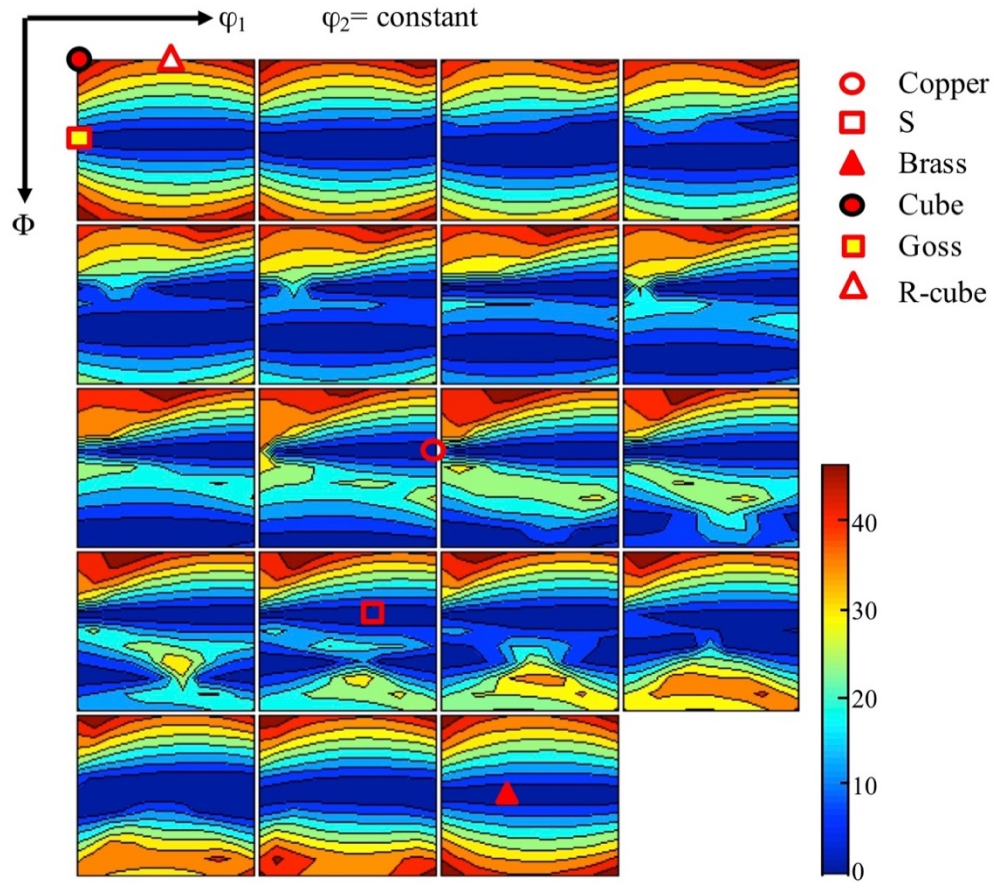 φ1
φ2= constant
Φ
Copper
S
Brass
Cube
Goss
R-cube
40
30
20
10
0